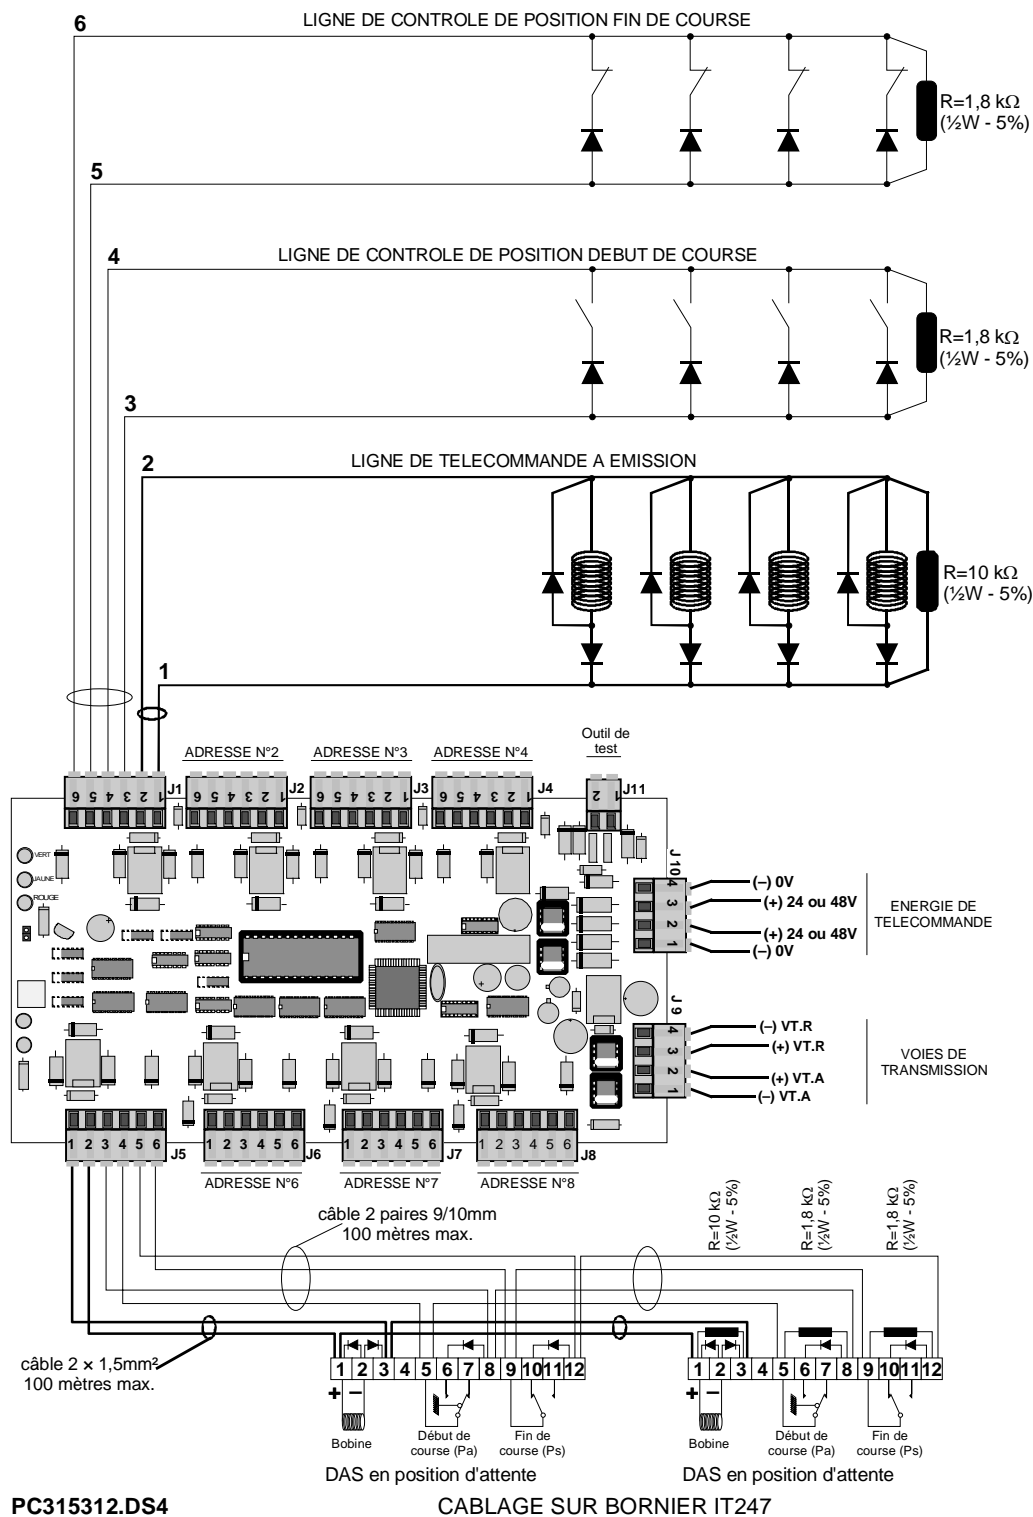 6
LIGNE DE CONTROLE DE POSITION FIN DE COURSE
R=1,8 kΩ
(½W - 5%)
5
4
LIGNE DE CONTROLE DE POSITION DEBUT DE COURSE
R=1,8 kΩ
(½W - 5%)
3
2
LIGNE DE TELECOMMANDE A EMISSION
R=10 kΩ
(½W - 5%)
1
Outil de
test
ADRESSE N°2
ADRESSE N°3
ADRESSE N°4
6 5 4 3 2 1
J1
6 5 4 3 2 1
J2
6 5 4 3 2 1
J3
6 5 4 3 2 1
J4
2 1
J11
VERT
JAUNE
ROUGE
J10
4
3
2
1
(–) 0V
(+) 24 ou 48V
(+) 24 ou 48V
(–) 0V
ENERGIE DE
TELECOMMANDE
J9
4
3
2
1
(–) VT.R
(+) VT.R
(+) VT.A
(–) VT.A
VOIES DE
TRANSMISSION
1 2 3 4 5 6
J5
1 2 3 4 5 6
J6
1 2 3 4 5 6
J7
1 2 3 4 5 6
J8
ADRESSE N°6
ADRESSE N°7
ADRESSE N°8
câble 2 paires 9/10mm
100 mètres max.
R=10 kΩ
(½W - 5%)
R=1,8 kΩ
(½W - 5%)
R=1,8 kΩ
(½W - 5%)
câble 2 × 1,5mm²
100 mètres max.
1 2 3 4 5 6 7 8 9 10 11 12
+ –
Bobine
Début de
course (Pa)
Fin de
course (Ps)
DAS en position d'attente
1 2 3 4 5 6 7 8 9 10 11 12
+ –
Bobine
Début de
course (Pa)
Fin de
course (Ps)
DAS en position d'attente
PC315312.DS4
CABLAGE SUR BORNIER IT247